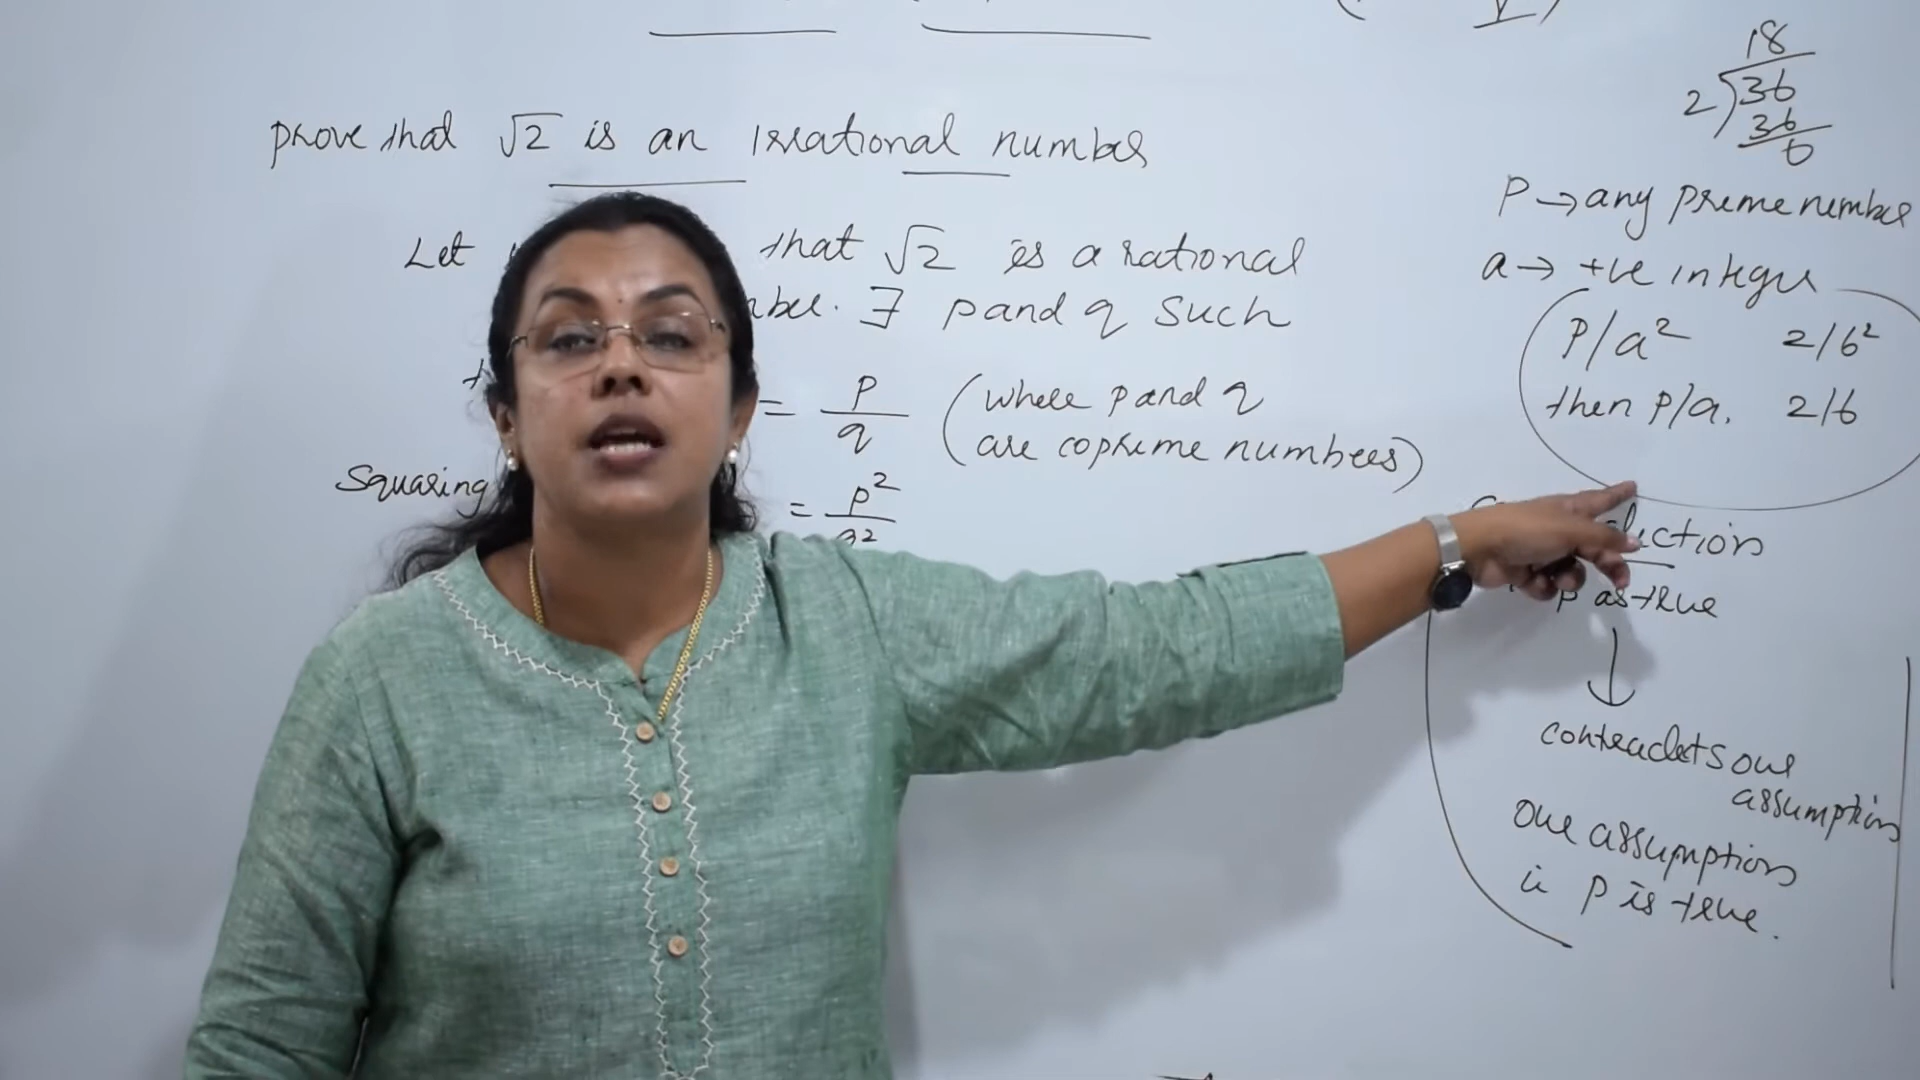 prove that √2 is an irrational number
Let that √2 is a rational
number. ∃ p and q such
= p/q (where p and q
are coprime numbers)
Squaring = p²/q²
18
2)36
36
0
P → any prime number
a → +ve integer
P/a² 2/6²
then P/a. 2/6
p as true
↓
contradicts our
assumption
our assumption
is P is true.